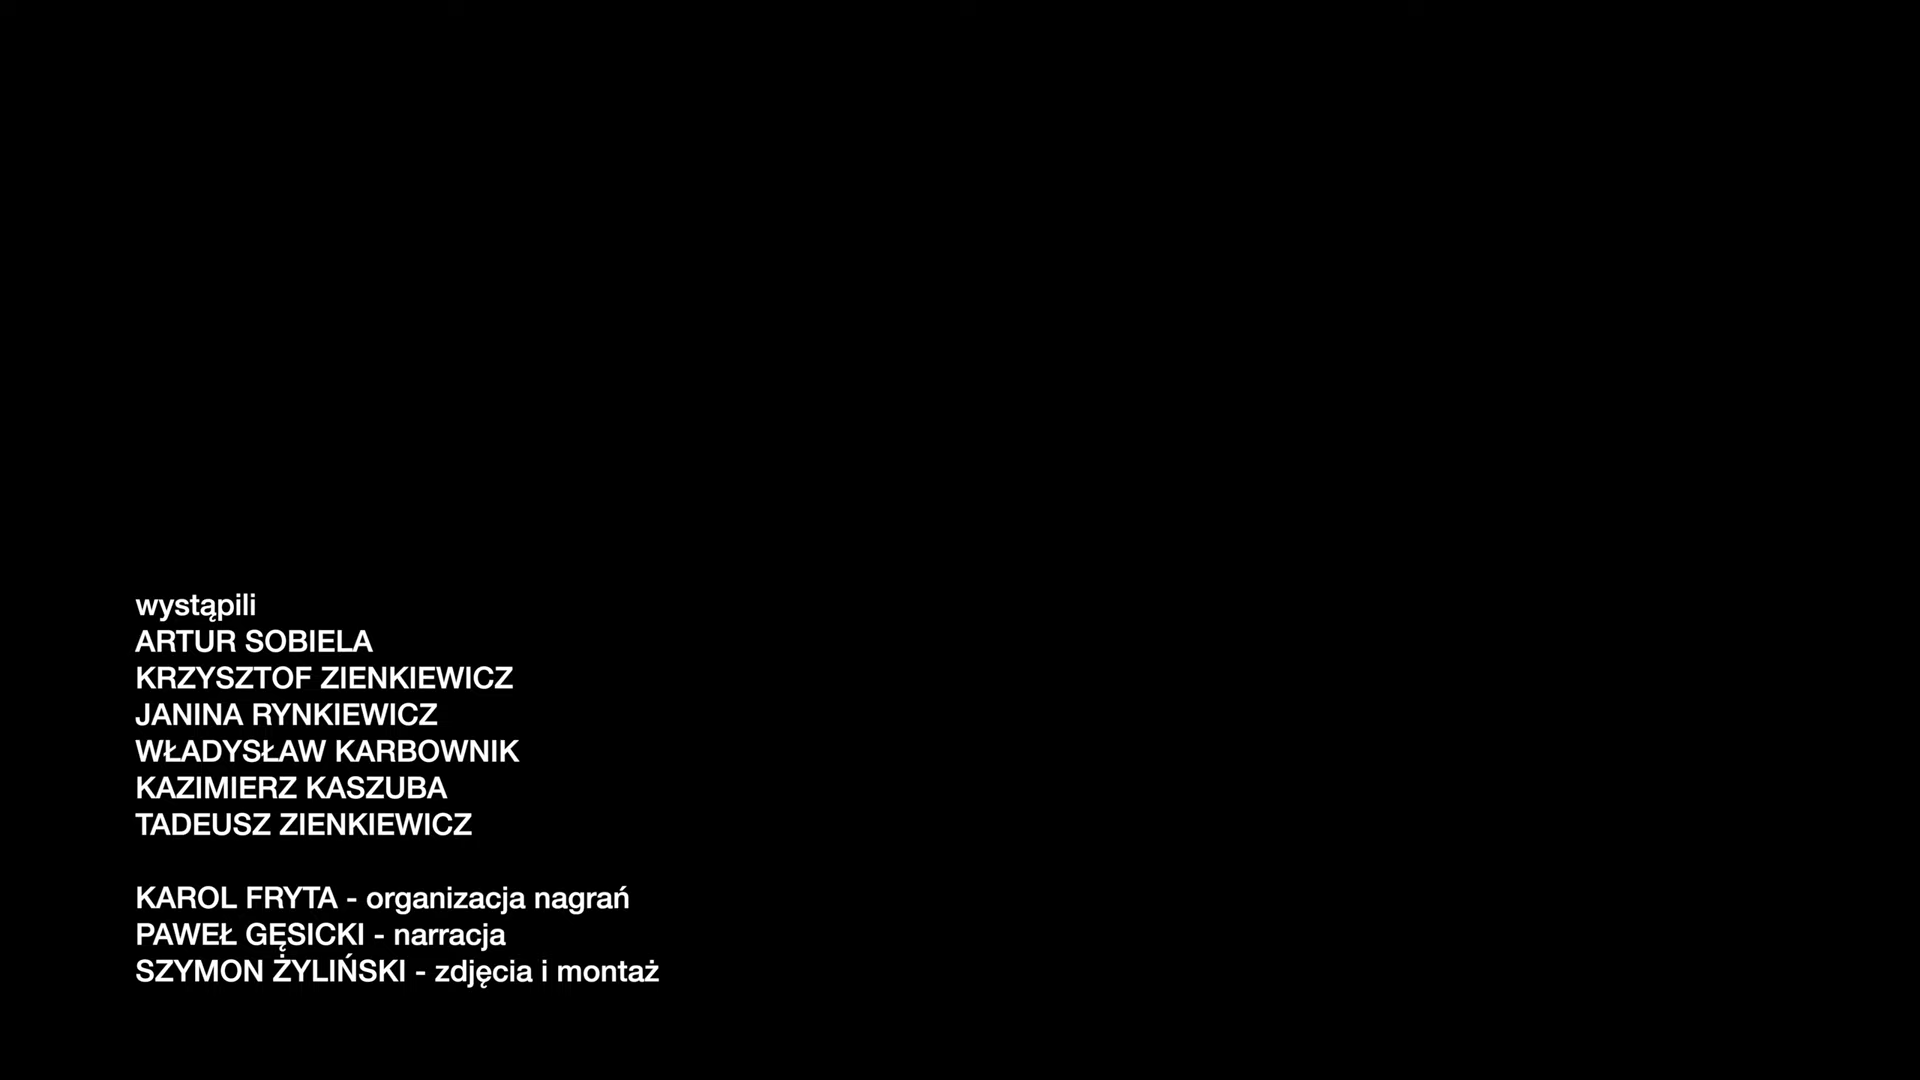 wystąpili
ARTUR SOBIELA
KRZYSZTOF ZIENKIEWICZ
JANINA RYNKIEWICZ
WŁADYSŁAW KARBOWNIK
KAZIMIERZ KASZUBA
TADEUSZ ZIENKIEWICZ
KAROL FRYTA - organizacja nagrań
PAWEŁ GĘSICKI - narracja
SZYMON ŻYLIŃSKI - zdjęcia i montaż